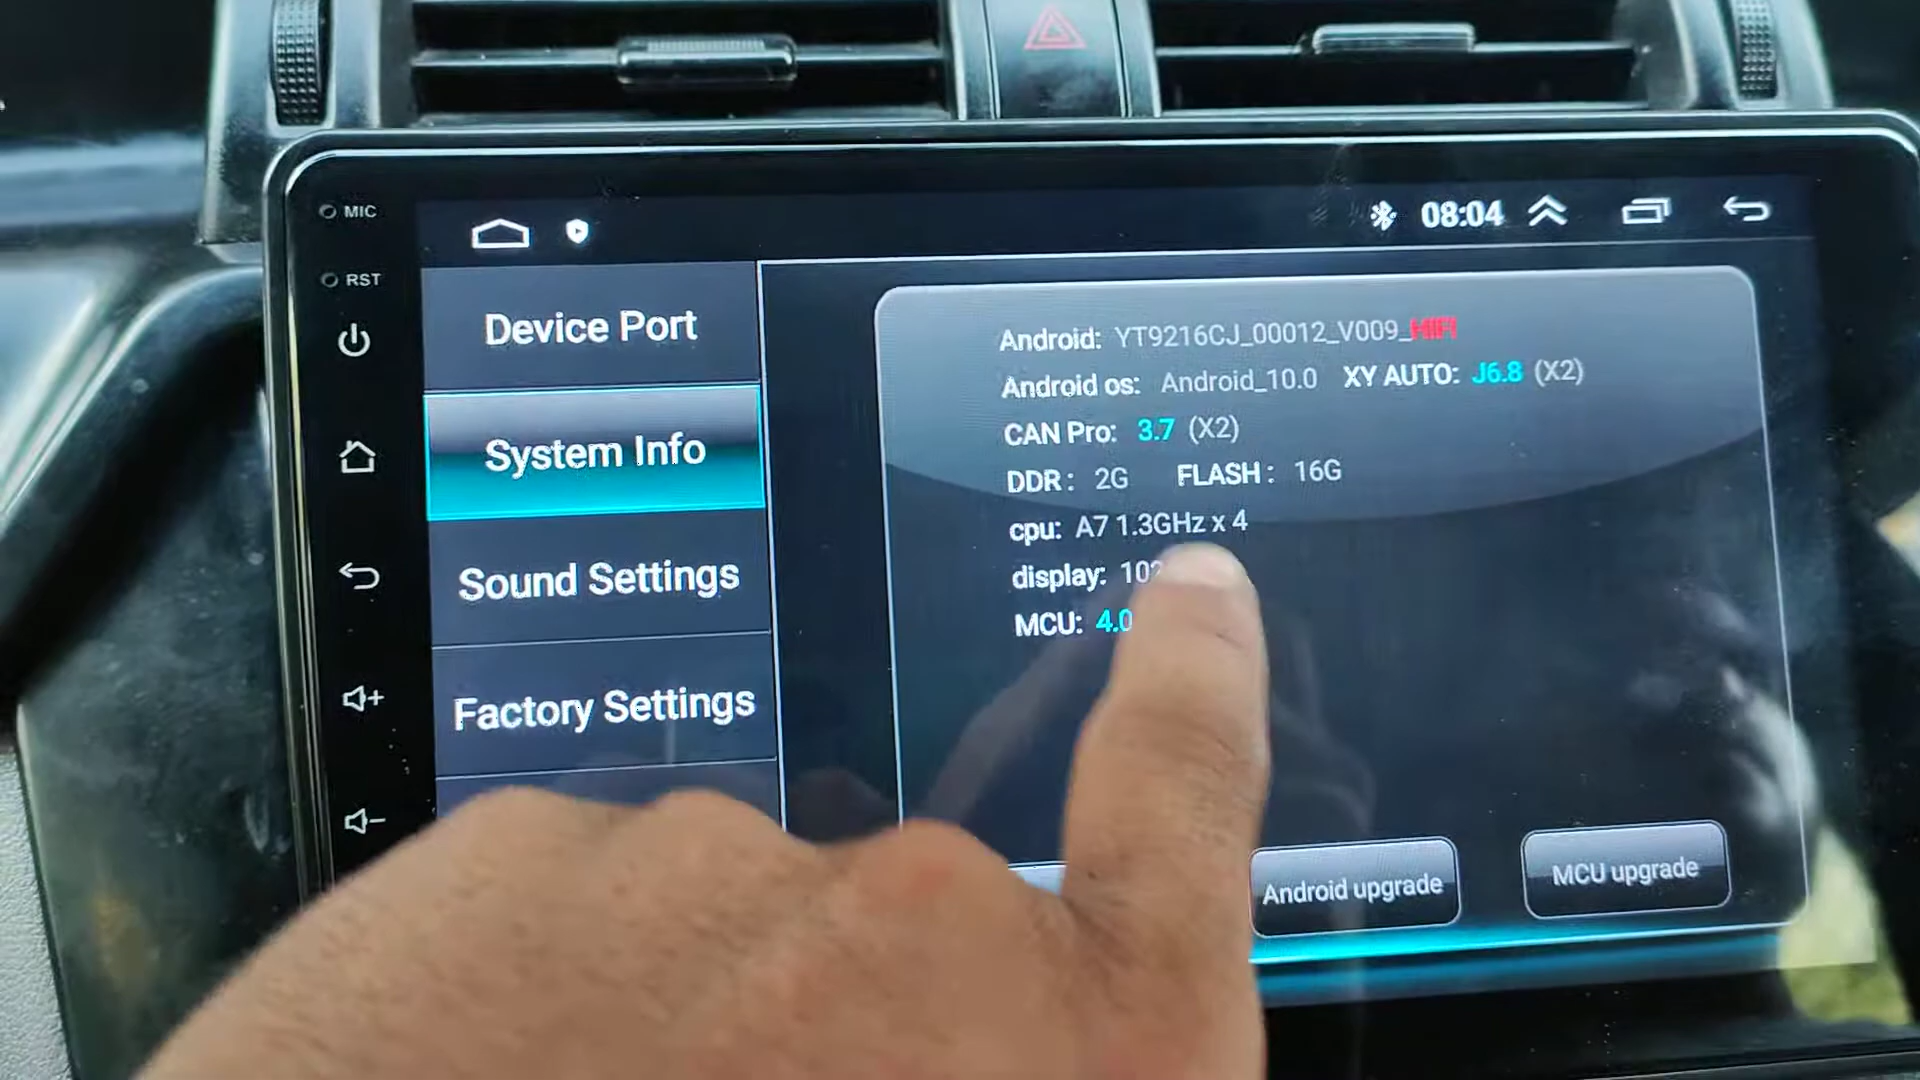 MIC
08:04
RST
Device Port
System Info
Sound Settings
Factory Settings
Android: YT9216CJ_00012_V009_HIFI
Android os: Android_10.0 XY AUTO: J6.8 (X2)
CAN Pro: 3.7 (X2)
DDR: 2G FLASH: 16G
cpu: A7 1.3GHz x 4
display:
MCU: 4.0
Android upgrade
MCU upgrade